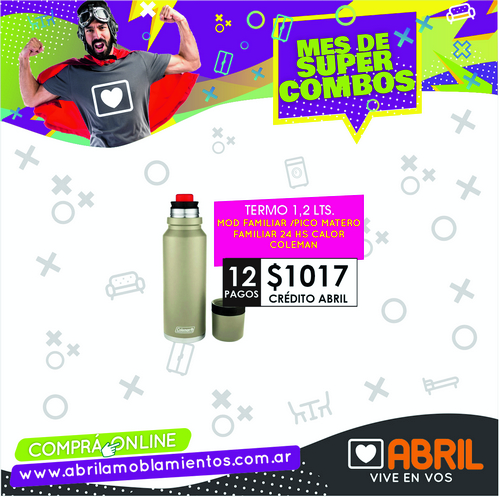 MES DE
SUPER
COMBOS
TERMO 1,2 LTS.
MOD FAMILIAR /PICO MATERO
FAMILIAR 24 HS CALOR
COLEMAN
12 PAGOS
$1017
CRÉDITO ABRIL
Coleman
COMPRÁ ONLINE
www.abrilamoblamientos.com.ar
ABRIL
VIVE EN VOS